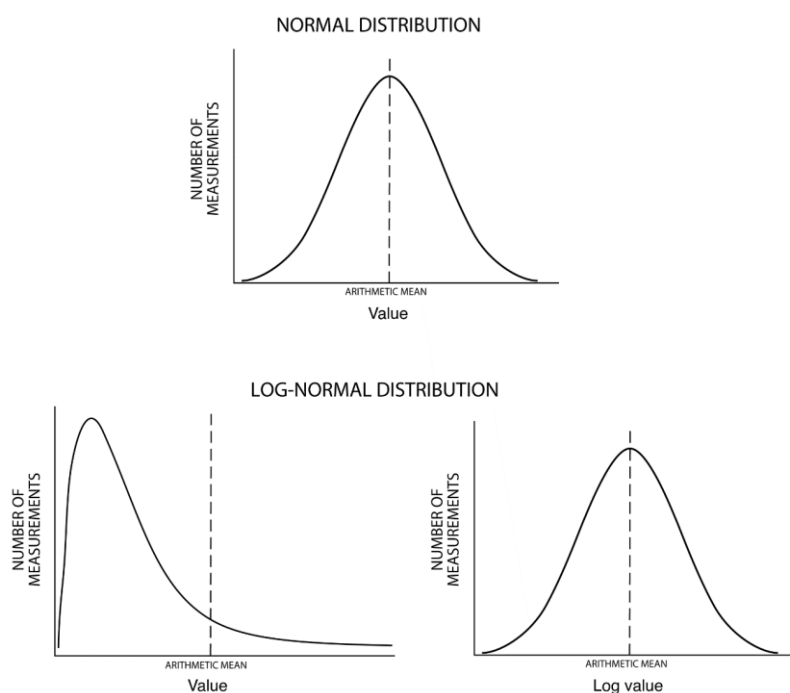 NORMAL DISTRIBUTION
NUMBER OF
MEASUREMENTS
ARITHMETIC MEAN
Value
LOG-NORMAL DISTRIBUTION
NUMBER OF
MEASUREMENTS
ARITHMETIC MEAN
Value
NUMBER OF
MEASUREMENTS
ARITHMETIC MEAN
Log value